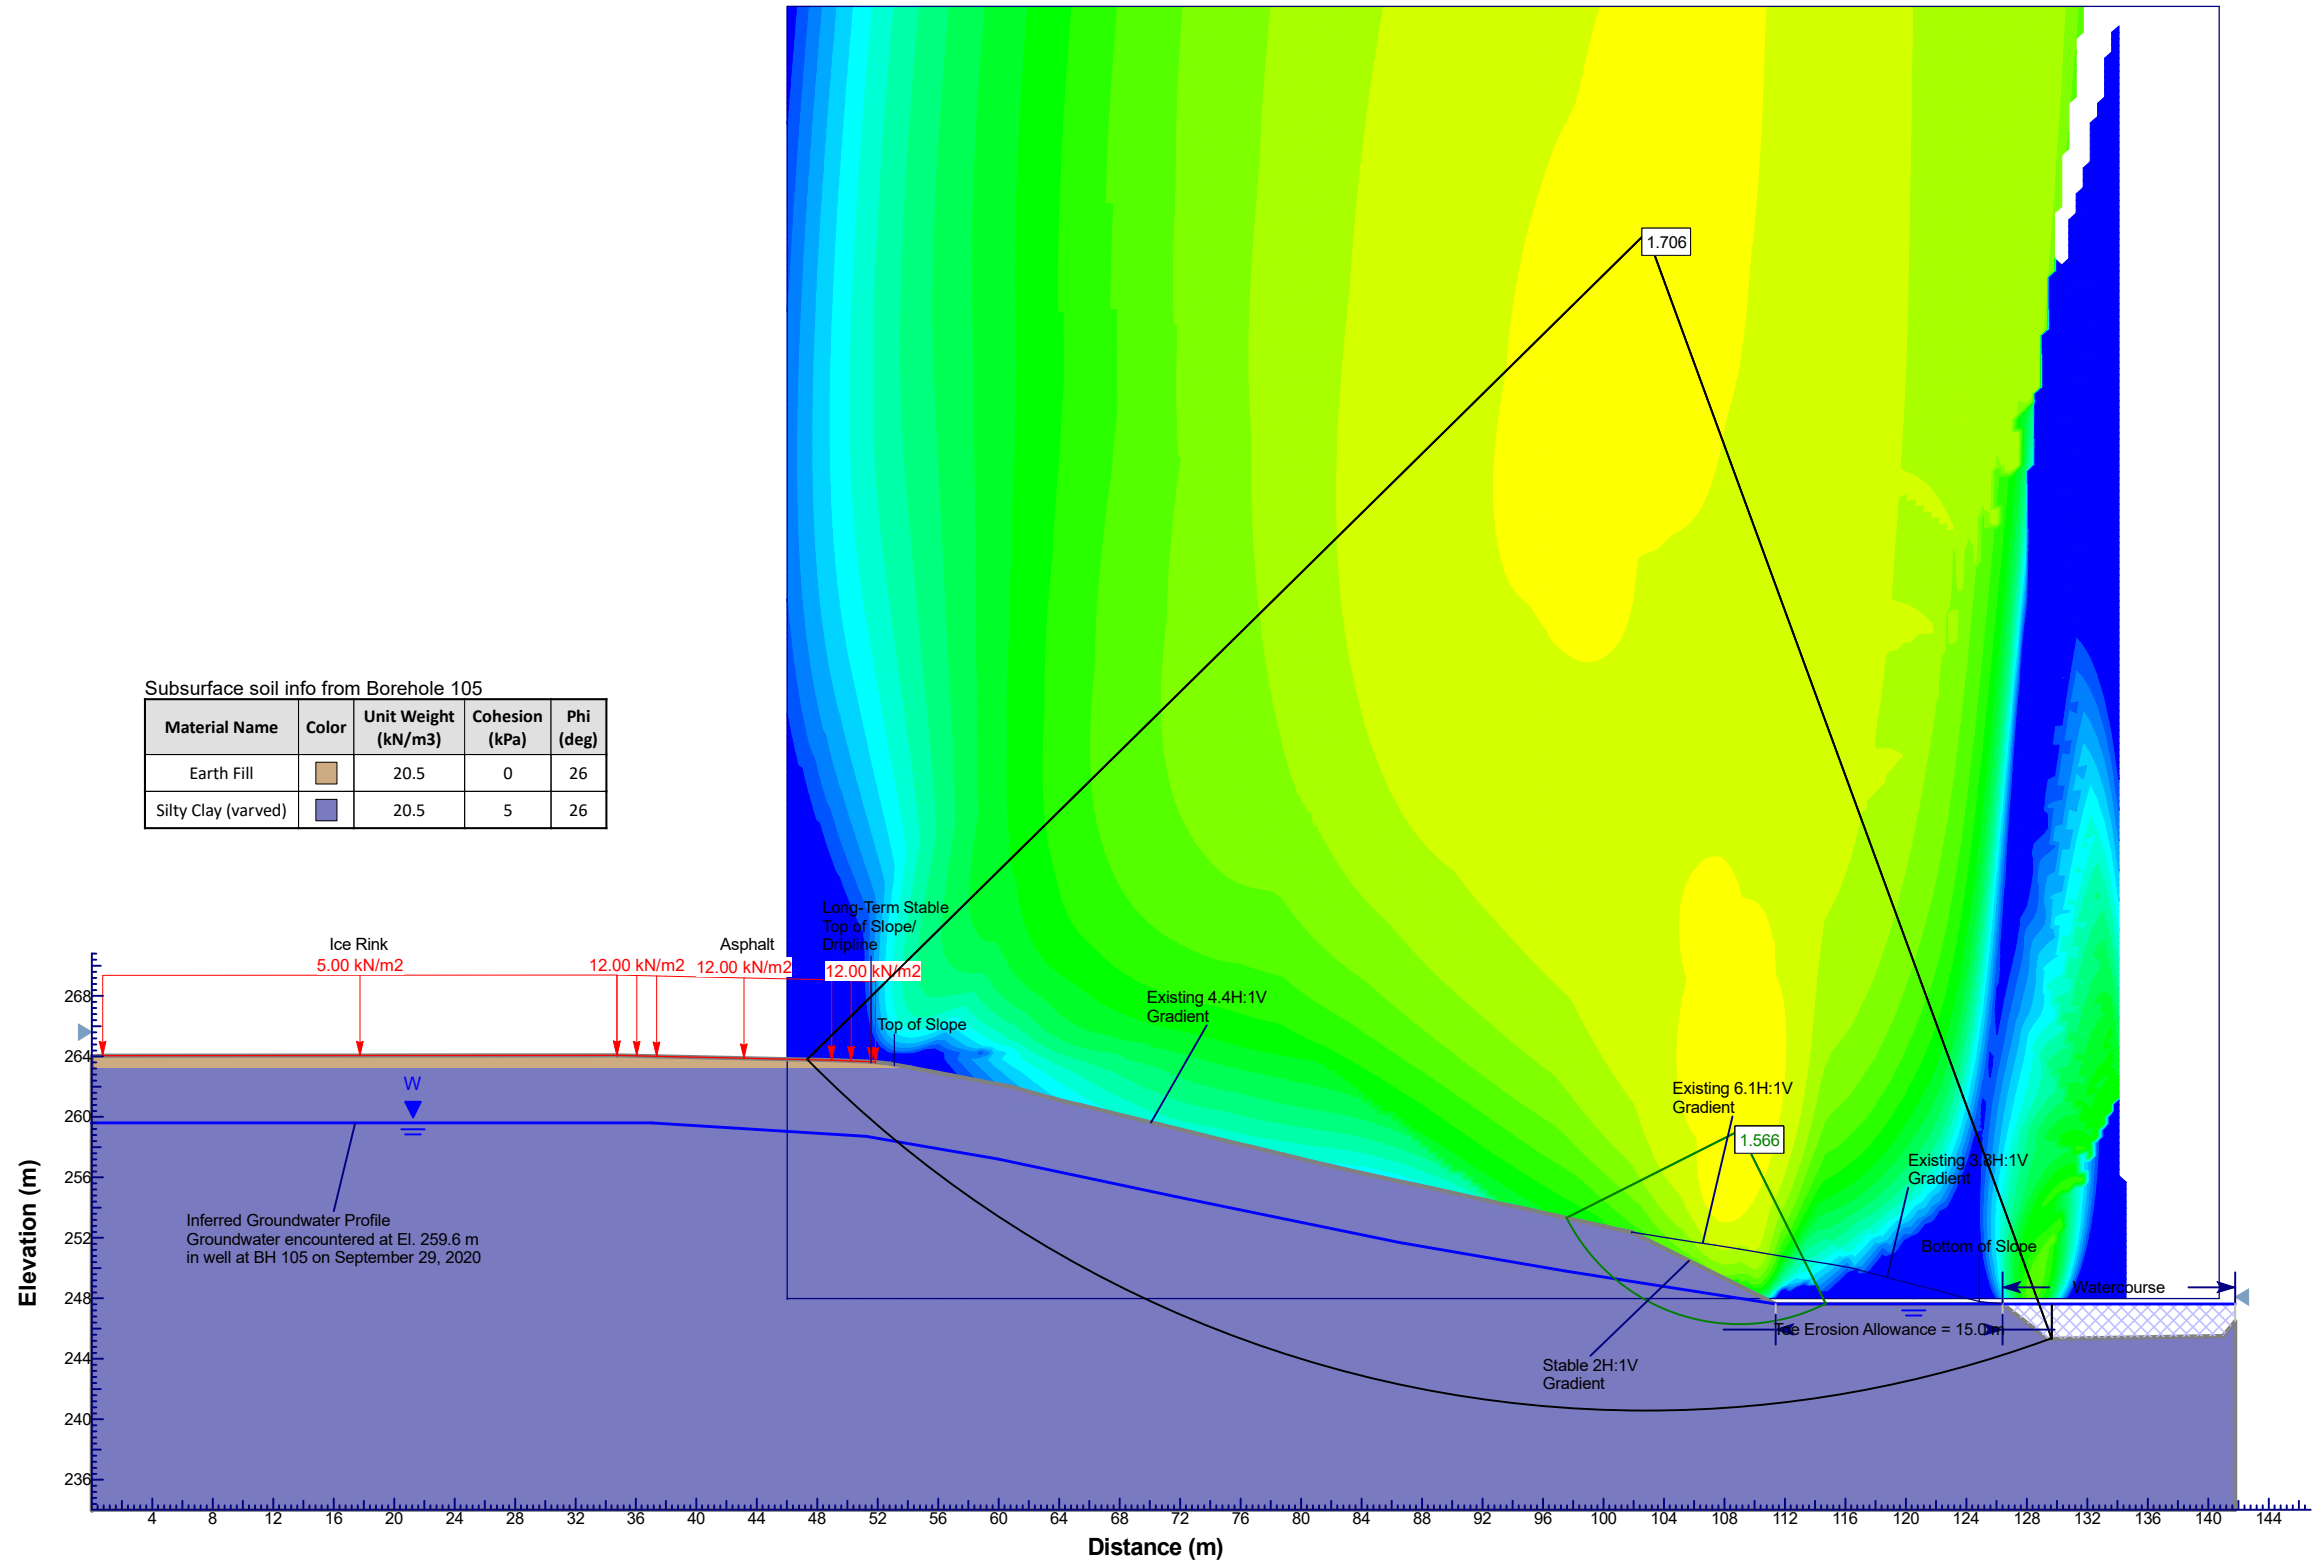 1.706
Subsurface soil info from Borehole 105
Material Name Color Unit Weight (kN/m3) Cohesion (kPa) Phi (deg)
Earth Fill 20.5 0 26
Silty Clay (varved) 20.5 5 26
Long-Term Stable
Top of Slope/
Dripline
Ice Rink
5.00 kN/m2
12.00 kN/m2
Asphalt
12.00 kN/m2
12.00 kN/m2
Top of Slope
Existing 4.4H:1V
Gradient
Existing 6.1H:1V
Gradient
1.566
Existing 3.8H:1V
Gradient
Bottom of Slope
Watercourse
Toe Erosion Allowance = 15.0 m
Stable 2H:1V
Gradient
W
Inferred Groundwater Profile
Groundwater encountered at El. 259.6 m
in well at BH 105 on September 29, 2020
Elevation (m)
268
264
260
256
252
248
244
240
236
4 8 12 16 20 24 28 32 36 40 44 48 52 56 60 64 68 72 76 80 84 88 92 96 100 104 108 112 116 120 124 128 132 136 140 144
Distance (m)